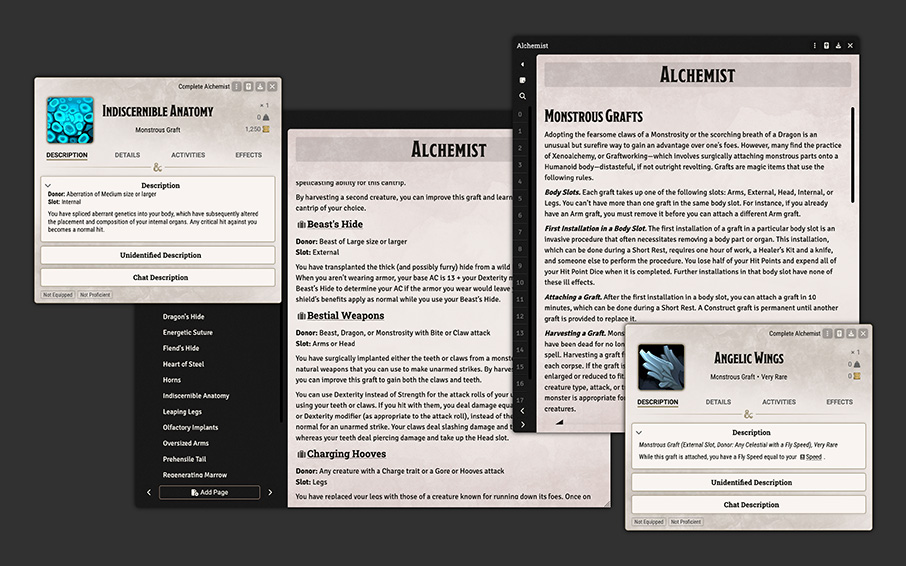 Complete Alchemist
Indiscernible Anatomy
Monstrous Graft
× 1
0
1,250
DESCRIPTION
DETAILS
ACTIVITIES
EFFECTS
&
Description
Donor: Aberration of Medium size or larger
Slot: Internal
You have spliced aberrant genetics into your body, which have subsequently altered
the placement and composition of your internal organs. Any critical hit against you
becomes a normal hit.
Unidentified Description
Chat Description
Not Equipped
Not Proficient
Dragon's Hide
Energetic Suture
Fiend's Hide
Heart of Steel
Horns
Indiscernible Anatomy
Leaping Legs
Olfactory Implants
Oversized Arms
Prehensile Tail
Regenerating Marrow
Add Page
Alchemist
spellcasting ability for this cantrip.
By harvesting a second creature, you can improve this graft and learn
cantrip of your choice.
Beast's Hide
Donor: Beast of Large size or larger
Slot: External
You have transplanted the thick (and possibly furry) hide from a wild
When you aren't wearing armor, your base AC is 13 + your Dexterity
Beast's Hide to determine your AC if the armor you wear would leave
shield's benefits apply as normal while you use your Beast's Hide.
Bestial Weapons
Donor: Beast, Dragon, or Monstrosity with Bite or Claw attack
Slot: Arms or Head
You have surgically implanted either the teeth or claws from a
natural weapons that you can use to make unarmed strikes. By
you can improve this graft to gain both the claws and teeth.
You can use Dexterity instead of Strength for the attack rolls of your
using your teeth or claws. If you hit with them, you deal damage
or Dexterity modifier (as appropriate to the attack roll), instead of the
normal for an unarmed strike. Your claws deal slashing damage and
whereas your teeth deal piercing damage and take up the Head slot.
Charging Hooves
Donor: Any creature with a Charge trait or a Gore or Hooves attack
Slot: Legs
You have replaced your legs with those of a creature known for running down its foes. Once on
Alchemist
0
1
2
3
4
5
6
7
8
9
10
11
12
13
14
15
16
17
Alchemist
Monstrous Grafts
Adopting the fearsome claws of a Monstrosity or the scorching breath of a Dragon is an
unusual but surefire way to gain an advantage over one's foes. However, many find the practice
of Xenoalchemy, or Graftworking—which involves surgically attaching monstrous parts onto a
Humanoid body—distasteful, if not outright revolting. Grafts are magic items that use the
following rules.
Body Slots. Each graft takes up one of the following slots: Arms, External, Head, Internal, or
Legs. You can't have more than one graft in the same body slot. For instance, if you already
have an Arm graft, you must remove it before you can attach a different Arm graft.
First Installation in a Body Slot. The first installation of a graft in a particular body slot is an
invasive procedure that often necessitates removing a body part or organ. This installation,
which can be done during a Short Rest, requires one hour of work, a Healer's Kit and a knife,
and someone else to perform the procedure. You lose half of your Hit Points and expend all of
your Hit Point Dice when it is completed. Further installations in that body slot have none of
these ill effects.
Attaching a Graft. After the first installation in a body slot, you can attach a graft in 10
minutes, which can be done during a Short Rest. A Construct graft is permanent until another
graft is provided to replace it.
Harvesting a Graft.
have been dead for no
spell. Harvesting a graft
each corpse. If the graft is
enlarged or reduced to
creature type, attack, or
monster is appropriate for
creatures.
Complete Alchemist
Angelic Wings
Monstrous Graft • Very Rare
× 1
0
0
DESCRIPTION
DETAILS
ACTIVITIES
EFFECTS
&
Description
Monstrous Graft (External Slot, Donor: Any Celestial with a Fly Speed), Very Rare
While this graft is attached, you have a Fly Speed equal to your Speed .
Unidentified Description
Chat Description
Not Equipped
Not Proficient